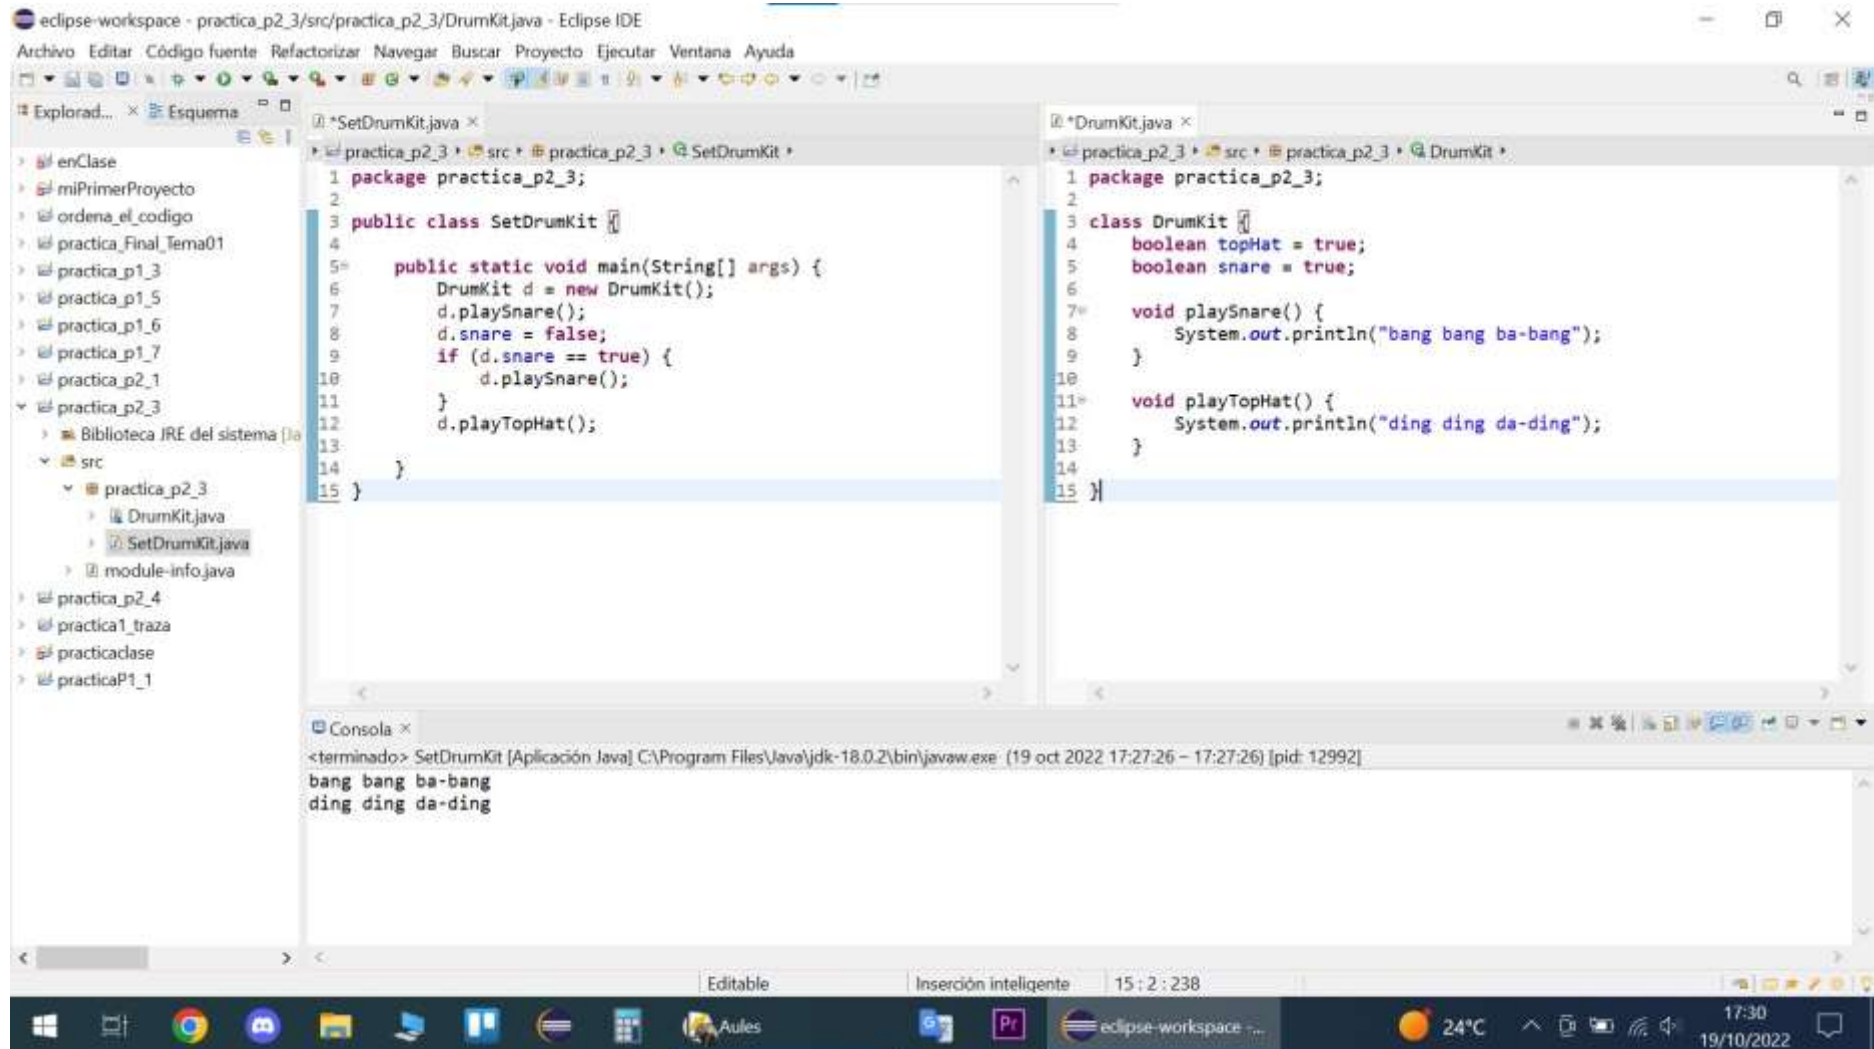 eclipse-workspace - practica_p2_3/src/practica_p2_3/DrumKit.java - Eclipse IDE
Archivo Editar Código fuente Refactorizar Navegar Buscar Proyecto Ejecutar Ventana Ayuda
Explorad... Esquema
enClase
miPrimerProyecto
ordena_el_codigo
practica_Final_Tema01
practica_p1_3
practica_p1_5
practica_p1_6
practica_p1_7
practica_p2_1
practica_p2_3
Biblioteca JRE del sistema [Ja
src
practica_p2_3
DrumKit.java
SetDrumKit.java
module-info.java
practica_p2_4
practica1_traza
practicaclase
practicaP1_1
*SetDrumKit.java
practica_p2_3 src practica_p2_3 SetDrumKit
1 package practica_p2_3;
2
3 public class SetDrumKit {
4
5 public static void main(String[] args) {
6 DrumKit d = new DrumKit();
7 d.playSnare();
8 d.snare = false;
9 if (d.snare == true) {
10 d.playSnare();
11 }
12 d.playTopHat();
13
14 }
15 }
*DrumKit.java
practica_p2_3 src practica_p2_3 DrumKit
1 package practica_p2_3;
2
3 class DrumKit {
4 boolean topHat = true;
5 boolean snare = true;
6
7 void playSnare() {
8 System.out.println("bang bang ba-bang");
9 }
10
11 void playTopHat() {
12 System.out.println("ding ding da-ding");
13 }
14
15 }
Consola
<terminado> SetDrumKit [Aplicación Java] C:\Program Files\Java\jdk-18.0.2\bin\javaw.exe (19 oct 2022 17:27:26 – 17:27:26) [pid: 12992]
bang bang ba-bang
ding ding da-ding
Editable Inserción inteligente 15 : 2 : 238
Aules
Pr
eclipse-workspace -...
24°C
17:30
19/10/2022